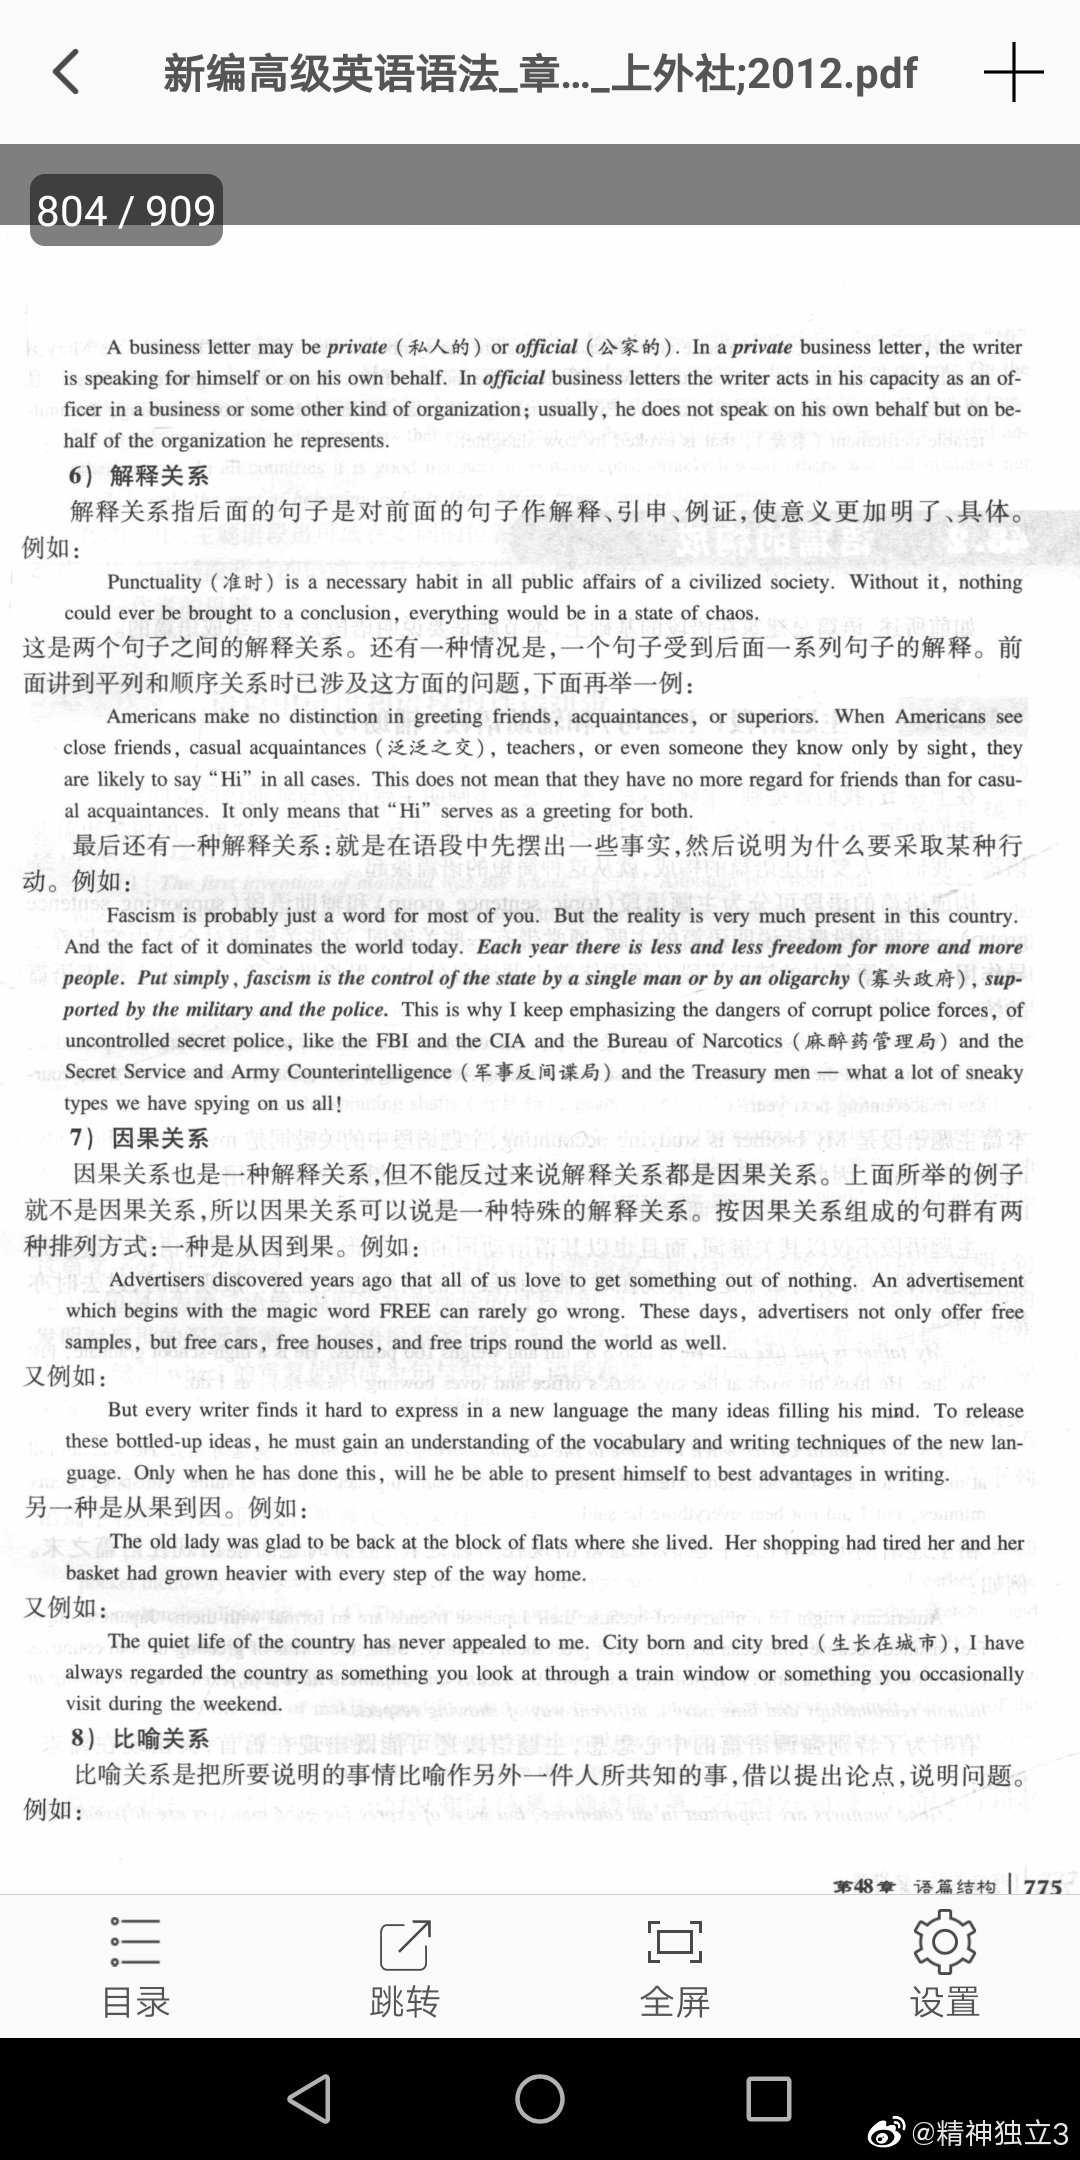 新编高级英语语法_章..._上外社;2012.pdf
804 / 909
A business letter may be private (私人的) or official (公家的). In a private business letter, the writer
is speaking for himself or on his own behalf. In official business letters the writer acts in his capacity as an of-
ficer in a business or some other kind of organization; usually, he does not speak on his own behalf but on be-
half of the organization he represents.
6) 解释关系
解释关系指后面的句子是对前面的句子作解释、引申、例证,使意义更加明了、具体。
例如:
Punctuality (准时) is a necessary habit in all public affairs of a civilized society. Without it, nothing
could ever be brought to a conclusion, everything would be in a state of chaos.
这是两个句子之间的解释关系。还有一种情况是,一个句子受到后面一系列句子的解释。前
面讲到平列和顺序关系时已涉及这方面的问题,下面再举一例:
Americans make no distinction in greeting friends, acquaintances, or superiors. When Americans see
close friends, casual acquaintances (泛泛之交), teachers, or even someone they know only by sight, they
are likely to say “Hi” in all cases. This does not mean that they have no more regard for friends than for casu-
al acquaintances. It only means that “Hi” serves as a greeting for both.
最后还有一种解释关系:就是在语段中先摆出一些事实,然后说明为什么要采取某种行
动。例如:
Fascism is probably just a word for most of you. But the reality is very much present in this country.
And the fact of it dominates the world today. Each year there is less and less freedom for more and more
people. Put simply, fascism is the control of the state by a single man or by an oligarchy (寡头政府), sup-
ported by the military and the police. This is why I keep emphasizing the dangers of corrupt police forces, of
uncontrolled secret police, like the FBI and the CIA and the Bureau of Narcotics (麻醉药管理局) and the
Secret Service and Army Counterintelligence (军事反间谍局) and the Treasury men — what a lot of sneaky
types we have spying on us all!
7) 因果关系
因果关系也是一种解释关系,但不能反过来说解释关系都是因果关系。上面所举的例子
就不是因果关系,所以因果关系可以说是一种特殊的解释关系。按因果关系组成的句群有两
种排列方式:一种是从因到果。例如:
Advertisers discovered years ago that all of us love to get something out of nothing. An advertisement
which begins with the magic word FREE can rarely go wrong. These days, advertisers not only offer free
samples, but free cars, free houses, and free trips round the world as well.
又例如:
But every writer finds it hard to express in a new language the many ideas filling his mind. To release
these bottled-up ideas, he must gain an understanding of the vocabulary and writing techniques of the new lan-
guage. Only when he has done this, will he be able to present himself to best advantages in writing.
另一种是从果到因。例如:
The old lady was glad to be back at the block of flats where she lived. Her shopping had tired her and her
basket had grown heavier with every step of the way home.
又例如:
The quiet life of the country has never appealed to me. City born and city bred (生长在城市), I have
always regarded the country as something you look at through a train window or something you occasionally
visit during the weekend.
8) 比喻关系
比喻关系是把所要说明的事情比喻作另外一件人所共知的事,借以提出论点,说明问题。
例如:
第48章 语篇结构 | 775
目录 跳转 全屏 设置
@精神独立3